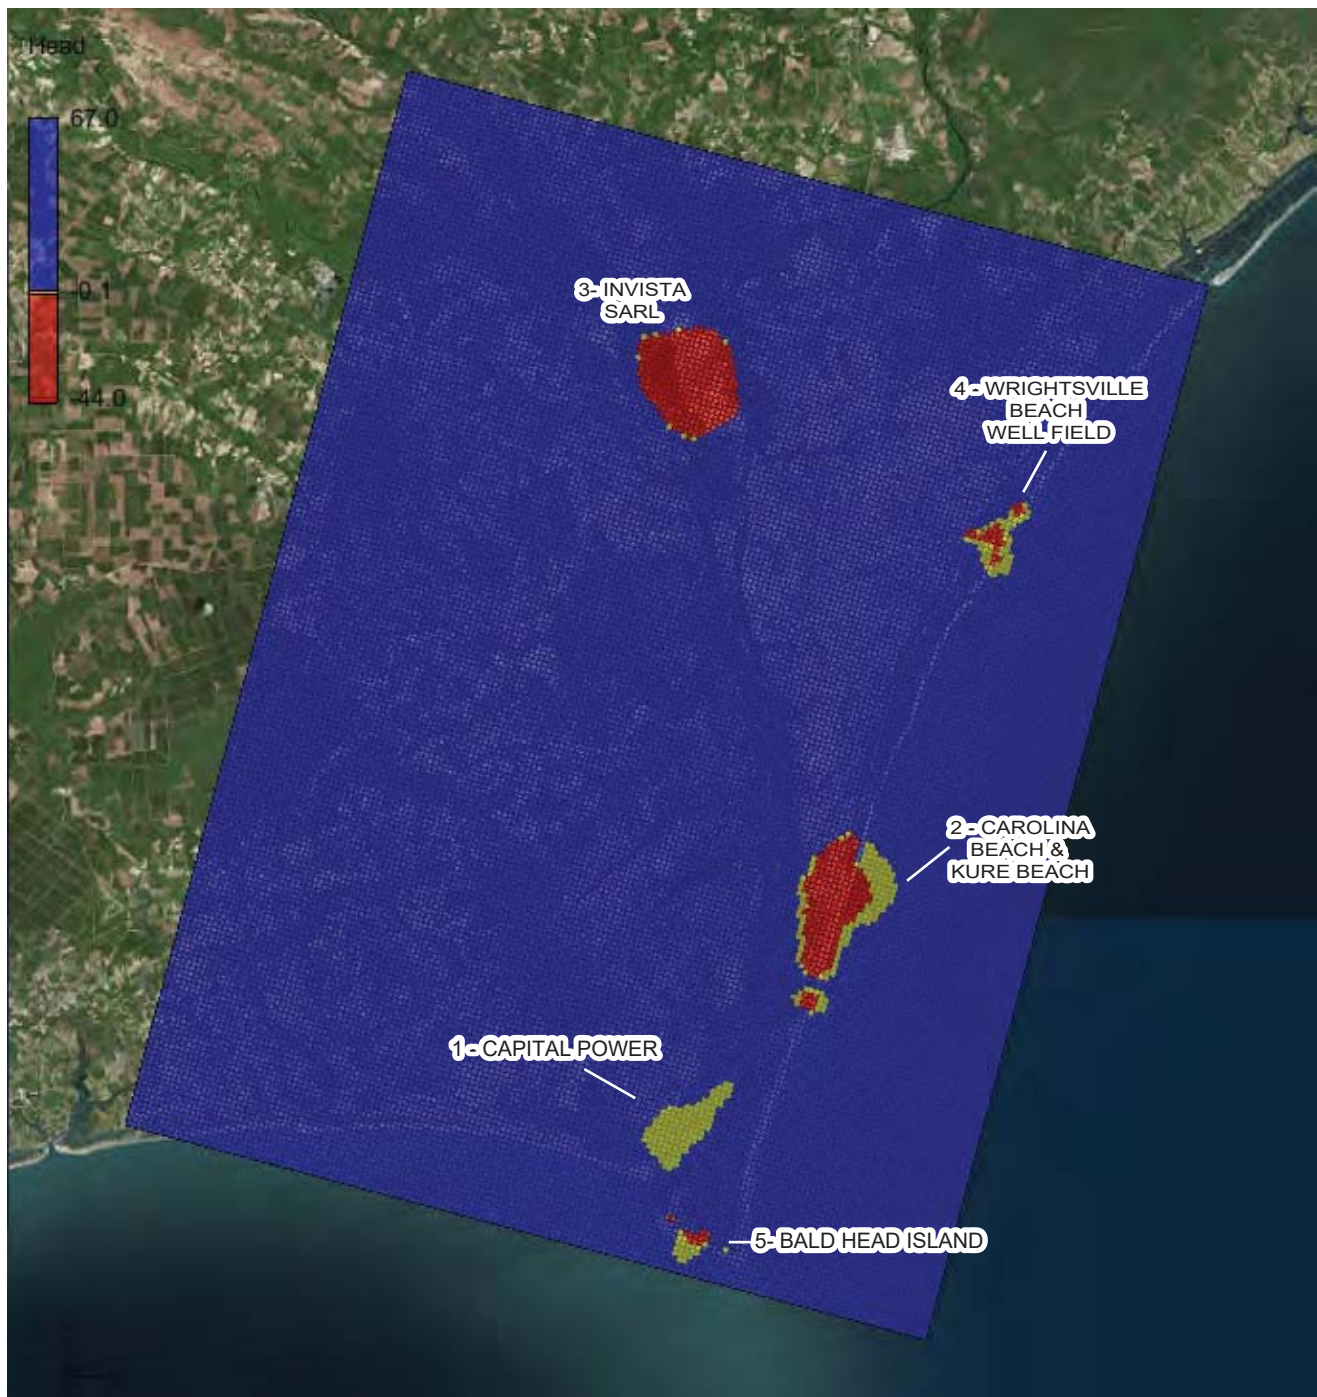 Head
67.0
-0.1
-44.0
3- INVISTA
SARL
4 - WRIGHTSVILLE
BEACH
WELL FIELD
2 - CAROLINA
BEACH &
KURE BEACH
1 - CAPITAL POWER
5- BALD HEAD ISLAND